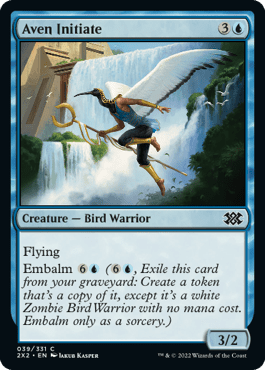 Aven Initiate 3
Creature — Bird Warrior
Flying
Embalm 6 (6, Exile this card
from your graveyard: Create a token
that's a copy of it, except it's a white
Zombie Bird Warrior with no mana cost.
Embalm only as a sorcery.)
3/2
039/331 C
2X2 • EN Jakub Kasper
™ & © 2022 Wizards of the Coast